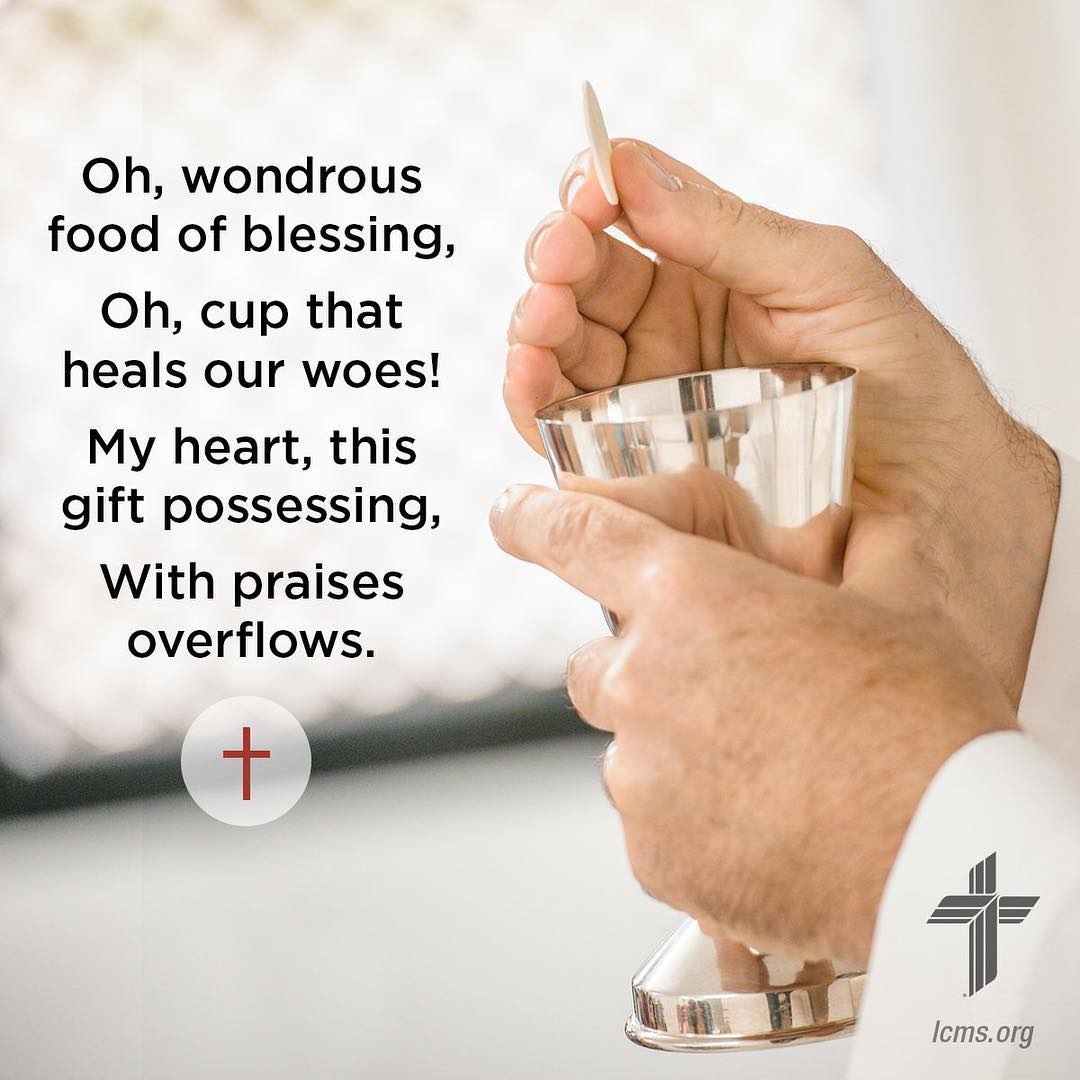 Oh, wondrous
food of blessing,
Oh, cup that
heals our woes!
My heart, this
gift possessing,
With praises
overflows.
lcms.org